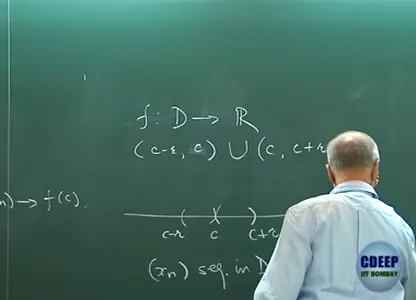 f: D → ℝ
(c-r, c) ∪ (c, c+r
n) → f(c).
c-r c c+r
(xn) seq. in D
CDEEP
IIT BOMBAY